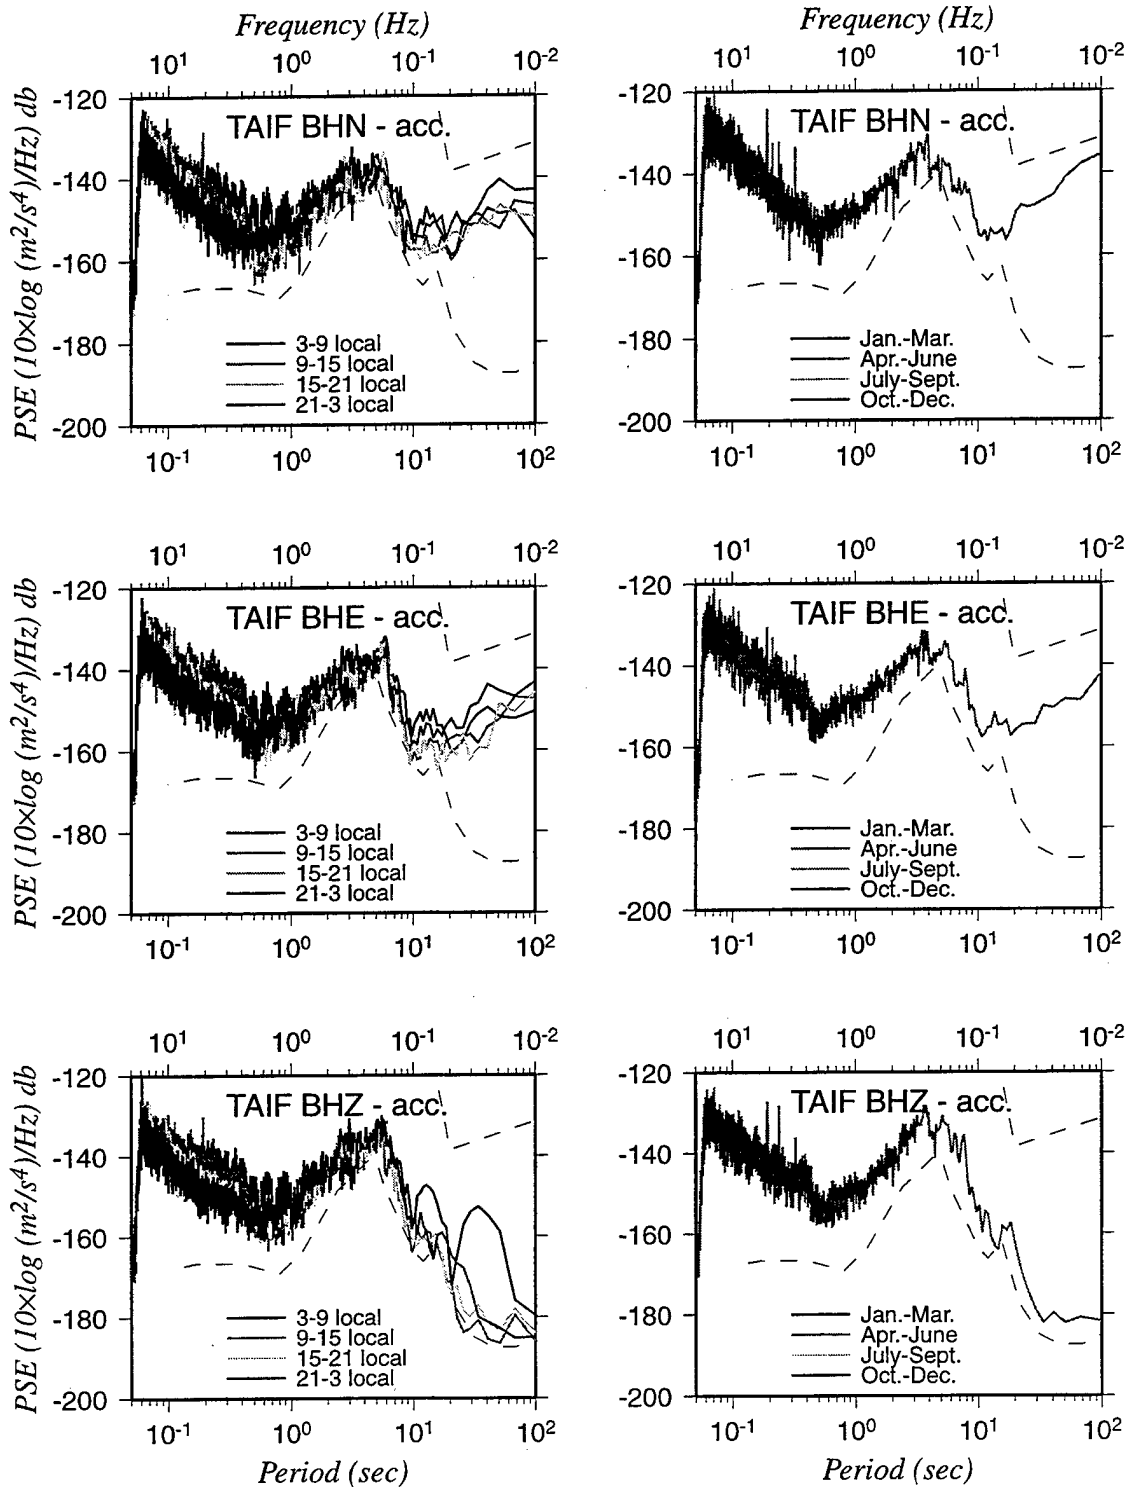 Frequency (Hz)
10¹ 10⁰ 10⁻¹ 10⁻²
PSE (10×log (m²/s⁴)/Hz) db
-120
-140
-160
-180
-200
TAIF BHN - acc.
3-9 local
9-15 local
15-21 local
21-3 local
10⁻¹ 10⁰ 10¹ 10²
Frequency (Hz)
10¹ 10⁰ 10⁻¹ 10⁻²
-120
-140
-160
-180
-200
TAIF BHN - acc.
Jan.-Mar.
Apr.-June
July-Sept.
Oct.-Dec.
10⁻¹ 10⁰ 10¹ 10²
10¹ 10⁰ 10⁻¹ 10⁻²
PSE (10×log (m²/s⁴)/Hz) db
-120
-140
-160
-180
-200
TAIF BHE - acc.
3-9 local
9-15 local
15-21 local
21-3 local
10⁻¹ 10⁰ 10¹ 10²
10¹ 10⁰ 10⁻¹ 10⁻²
-120
-140
-160
-180
-200
TAIF BHE - acc.
Jan.-Mar.
Apr.-June
July-Sept.
Oct.-Dec.
10⁻¹ 10⁰ 10¹ 10²
10¹ 10⁰ 10⁻¹ 10⁻²
PSE (10×log (m²/s⁴)/Hz) db
-120
-140
-160
-180
-200
TAIF BHZ - acc.
3-9 local
9-15 local
15-21 local
21-3 local
10⁻¹ 10⁰ 10¹ 10²
Period (sec)
10¹ 10⁰ 10⁻¹ 10⁻²
-120
-140
-160
-180
-200
TAIF BHZ - acc.
Jan.-Mar.
Apr.-June
July-Sept.
Oct.-Dec.
10⁻¹ 10⁰ 10¹ 10²
Period (sec)